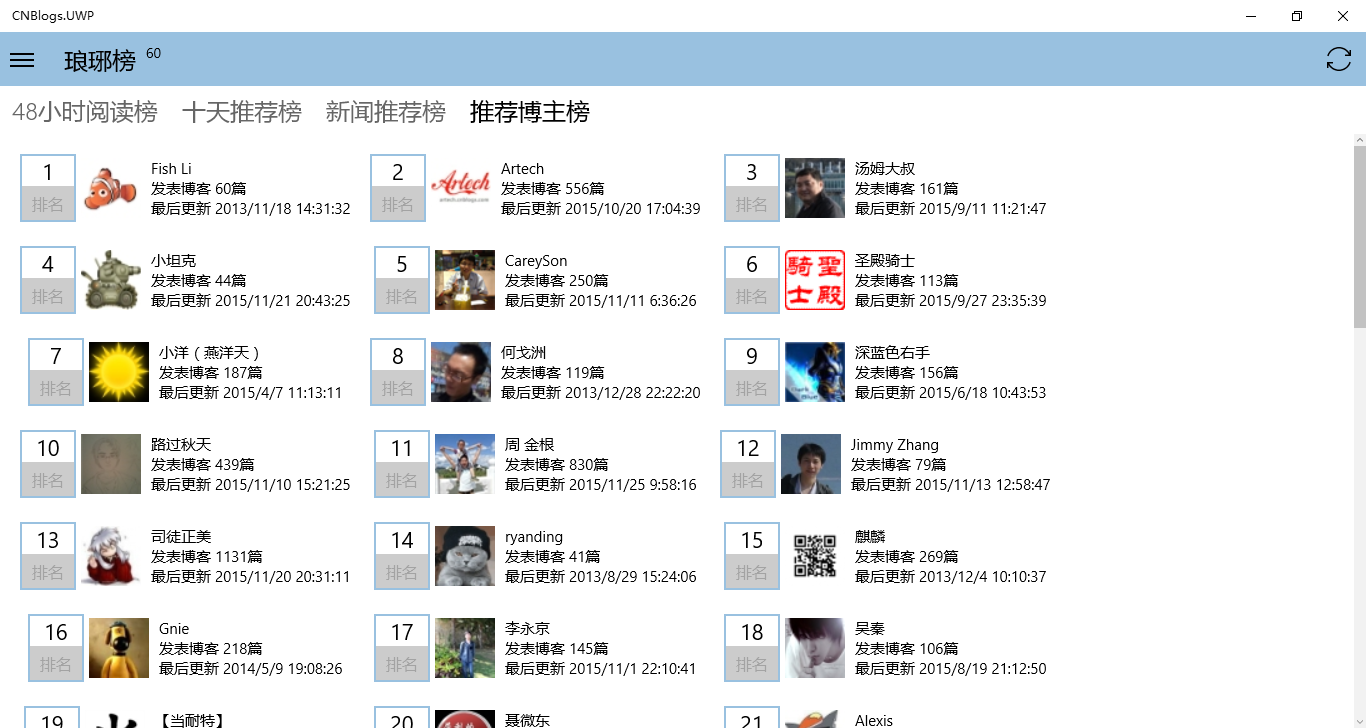 CNBlogs.UWP
琅琊榜 60
48小时阅读榜 十天推荐榜 新闻推荐榜 推荐博主榜
1
排名
Fish Li
发表博客 60篇
最后更新 2013/11/18 14:31:32
2
排名
Artech
artech.cnblogs.com
Artech
发表博客 556篇
最后更新 2015/10/20 17:04:39
3
排名
汤姆大叔
发表博客 161篇
最后更新 2015/9/11 11:21:47
4
排名
小坦克
发表博客 44篇
最后更新 2015/11/21 20:43:25
5
排名
CareySon
发表博客 250篇
最后更新 2015/11/11 6:36:26
6
排名
騎聖
士殿
圣殿骑士
发表博客 113篇
最后更新 2015/9/27 23:35:39
7
排名
小洋（燕洋天）
发表博客 187篇
最后更新 2015/4/7 11:13:11
8
排名
何戈洲
发表博客 119篇
最后更新 2013/12/28 22:22:20
9
排名
深蓝色右手
发表博客 156篇
最后更新 2015/6/18 10:43:53
10
排名
路过秋天
发表博客 439篇
最后更新 2015/11/10 15:21:25
11
排名
周 金根
发表博客 830篇
最后更新 2015/11/25 9:58:16
12
排名
Jimmy Zhang
发表博客 79篇
最后更新 2015/11/13 12:58:47
13
排名
司徒正美
发表博客 1131篇
最后更新 2015/11/20 20:31:11
14
排名
ryanding
发表博客 41篇
最后更新 2013/8/29 15:24:06
15
排名
麒麟
发表博客 269篇
最后更新 2013/12/4 10:10:37
16
排名
Gnie
发表博客 218篇
最后更新 2014/5/9 19:08:26
17
排名
李永京
发表博客 145篇
最后更新 2015/11/1 22:10:41
18
排名
吴秦
发表博客 106篇
最后更新 2015/8/19 21:12:50
19
【当耐特】
20
聂微东
21
Alexis